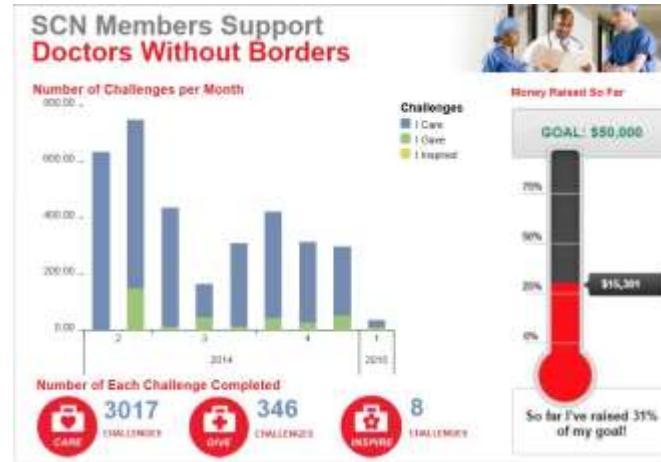 SCN Members Support
Doctors Without Borders
Number of Challenges per Month
800.00
600.00
400.00
200.00
0.00
2
3
4
1
2014
2015
Challenges
I Care
I Gave
I Inspired
Money Raised So Far
GOAL: $50,000
75%
50%
25%
0%
$15,301
So far I've raised 31%
of my goal!
Number of Each Challenge Completed
CARE
3017
CHALLENGES
GIVE
346
CHALLENGES
INSPIRE
8
CHALLENGES